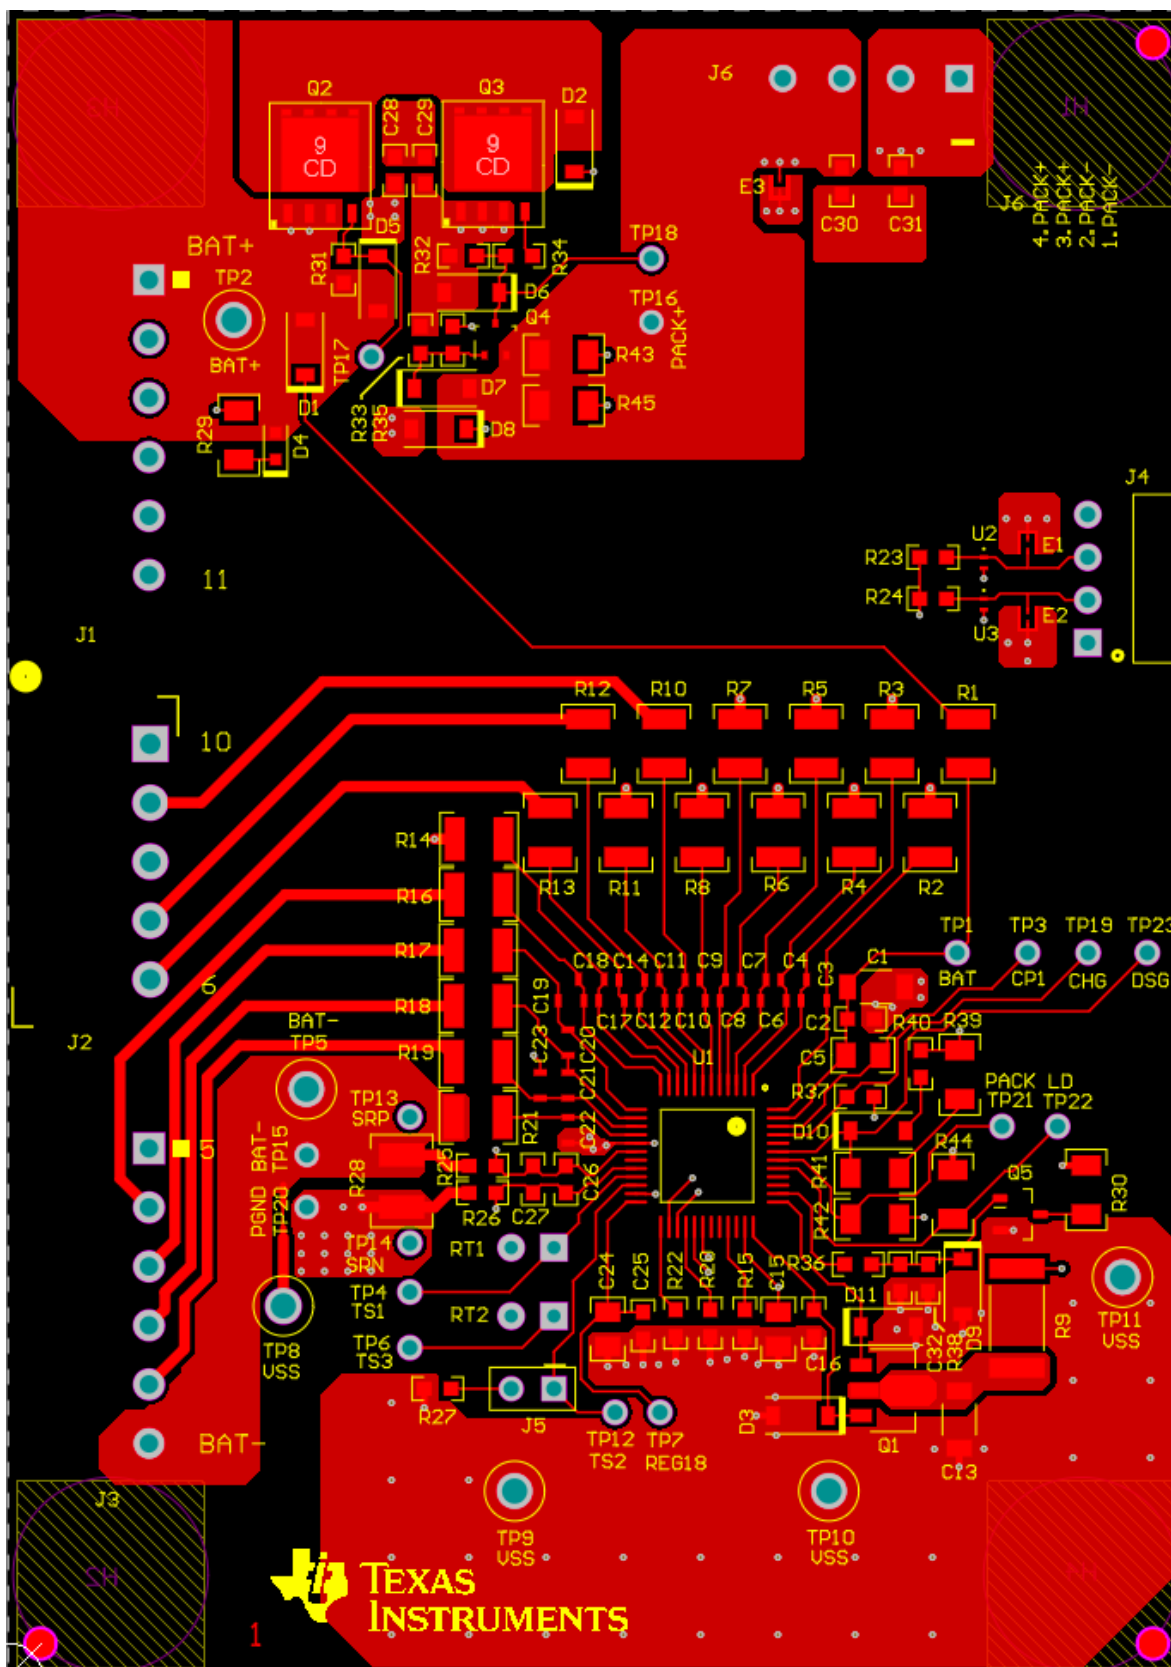 Q2
C28
C29
Q3
D2
J6
9
CD
9
CD
E3
C30
C31
J6
4.PACK+
3.PACK+
2.PACK-
1.PACK-
H1
BAT+
TP2
BAT+
R31
D5
R32
R34
TP18
D6
TP16
PACK+
Q4
TP17
R43
D7
R45
D1
R33
R35
D8
R29
D4
J4
U2
E1
R23
R24
E2
U3
11
J1
R12
R10
R7
R5
R3
R1
10
R14
R13
R11
R8
R6
R4
R2
R16
R17
R18
R19
6
J2
BAT-
TP5
TP1
TP3
TP19
TP23
BAT
CP1
CHG
DSG
C18
C14
C11
C9
C7
C4
C3
C1
C19
C17
C12
C10
C8
C6
C2
R40
R39
C23
C20
U1
C5
C21
R37
PACK LD
TP21
TP22
TP13
SRP
R21
C22
D10
5
PGND BAT-
TP20 TP15
R28
R25
R26
C27
C26
R41
R44
Q5
R42
R30
TP14
SRN
RT1
TP4
TS1
RT2
TP6
TS3
C24
C25
R22
R20
R15
C15
R36
D11
C16
C32
R38
D9
R9
TP11
VSS
TP8
VSS
R27
J5
TP12
TS2
TP7
REG18
D3
Q1
C13
BAT-
J3
TP9
VSS
TP10
VSS
H2
TEXAS
INSTRUMENTS
1